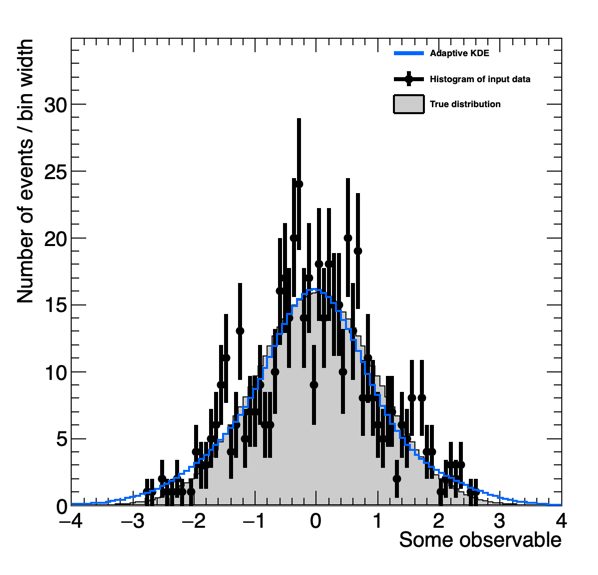 Number of events / bin width
Adaptive KDE
Histogram of input data
True distribution
30
25
20
15
10
5
0
−4 −3 −2 −1 0 1 2 3 4
Some observable